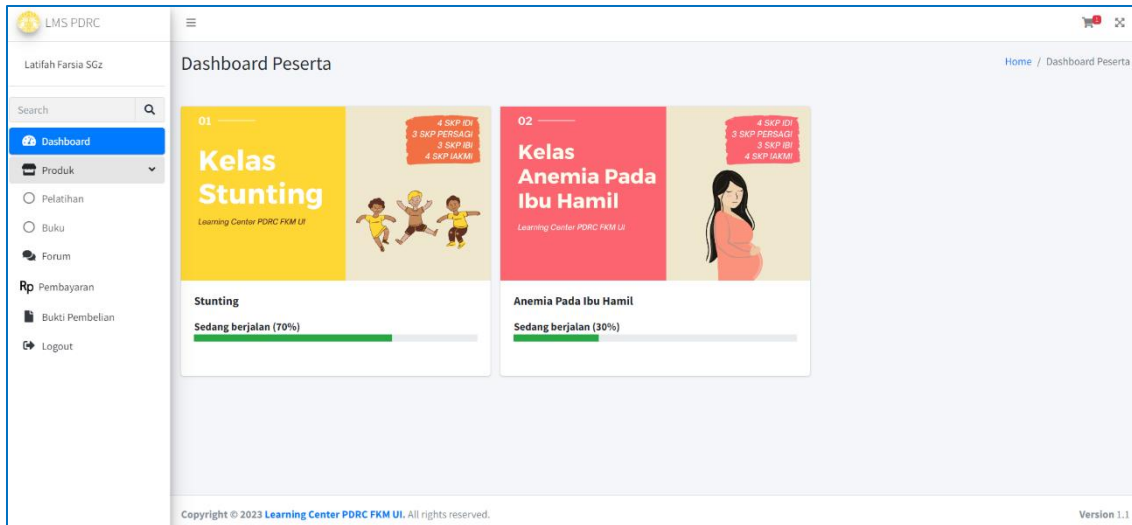 LMS PDRC
1
Latifah Farsia SGz
Search
Dashboard
Produk
Pelatihan
Buku
Forum
Rp Pembayaran
Bukti Pembelian
Logout
Dashboard Peserta
Home / Dashboard Peserta
01
4 SKP IDI
3 SKP PERSAGI
3 SKP IBI
4 SKP IAKMI
Kelas
Stunting
Learning Center PDRC FKM UI
Stunting
Sedang berjalan (70%)
02
4 SKP IDI
3 SKP PERSAGI
3 SKP IBI
4 SKP IAKMI
Kelas
Anemia Pada
Ibu Hamil
Learning Center PDRC FKM UI
Anemia Pada Ibu Hamil
Sedang berjalan (30%)
Copyright © 2023 Learning Center PDRC FKM UI. All rights reserved.
Version 1.1